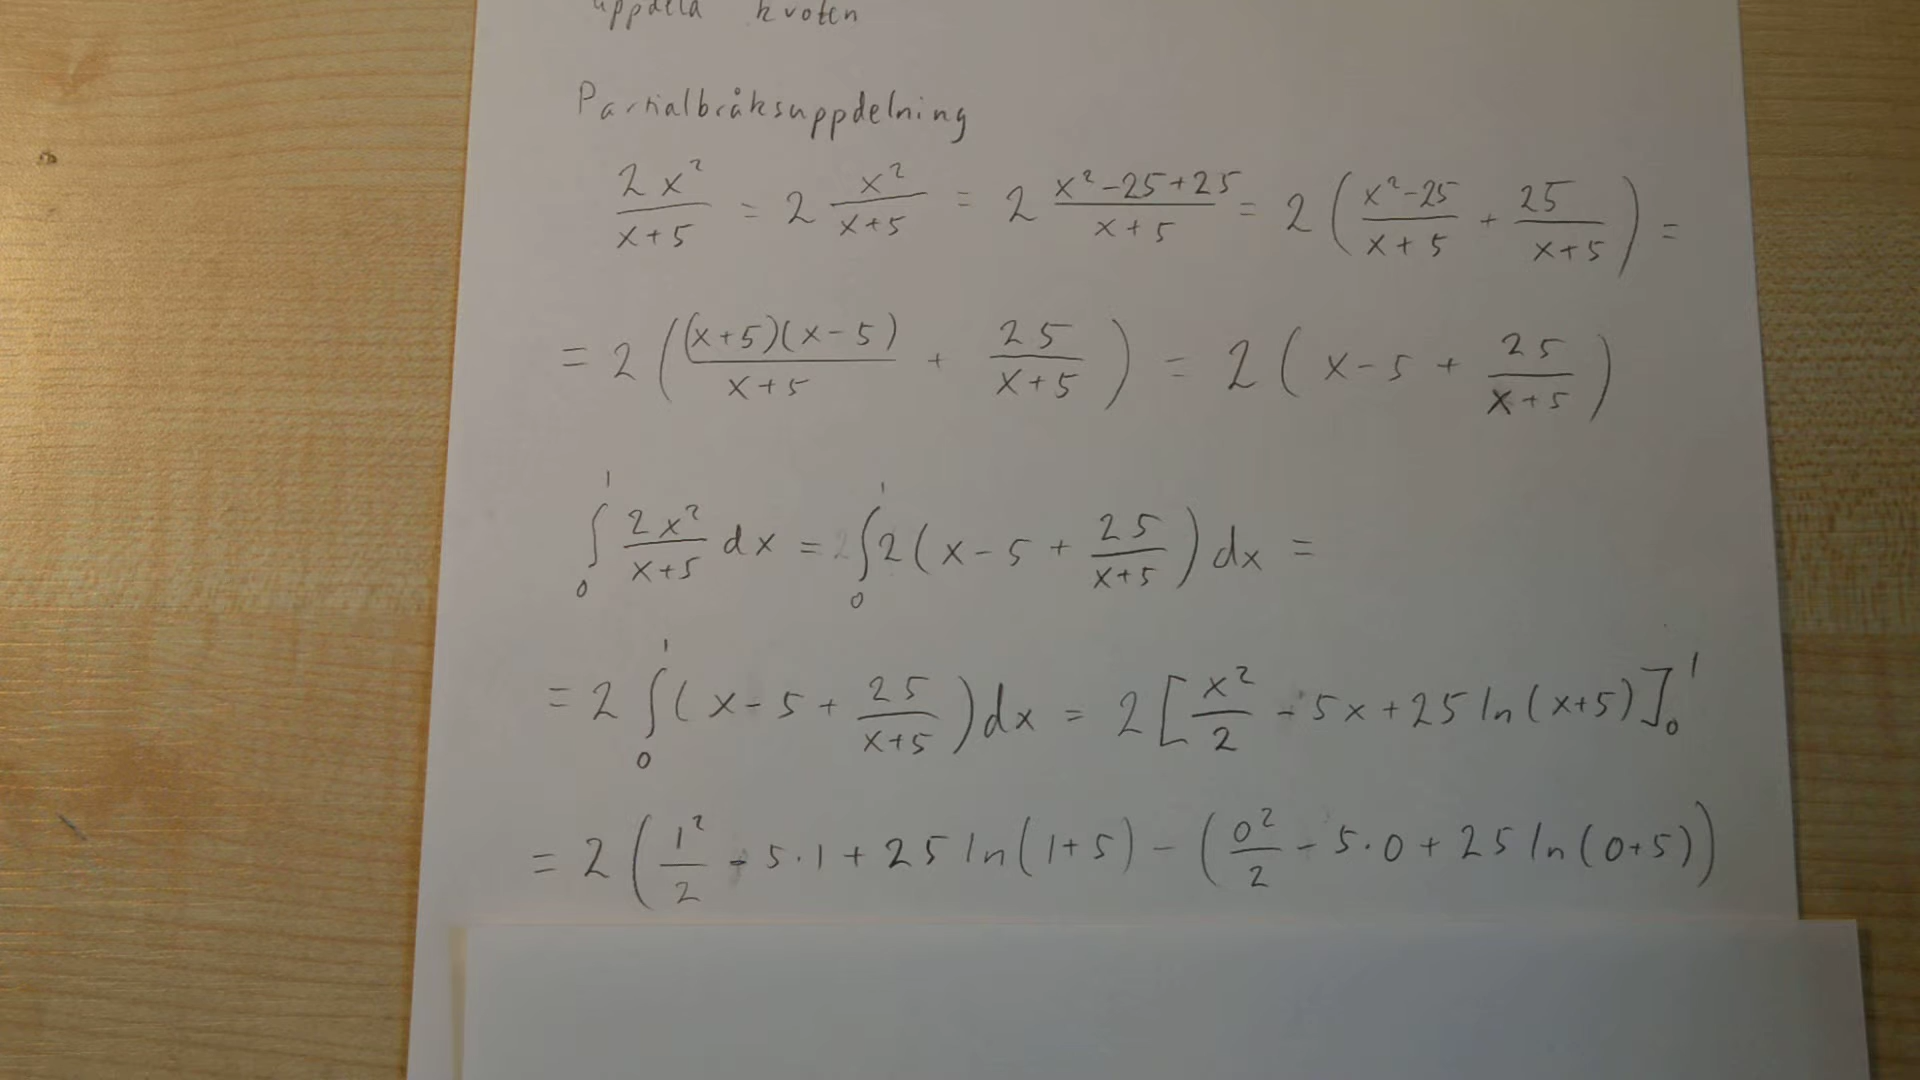 uppdela kvoten
Partialbråksuppdelning
2x²/(x+5) = 2 x²/(x+5) = 2 (x²-25+25)/(x+5) = 2 ( (x²-25)/(x+5) + 25/(x+5) ) =
= 2 ( (x+5)(x-5)/(x+5) + 25/(x+5) ) = 2 ( x-5 + 25/(x+5) )
∫₀¹ 2x²/(x+5) dx = ∫₀¹ 2 ( x-5 + 25/(x+5) ) dx =
= 2 ∫₀¹ ( x-5 + 25/(x+5) ) dx = 2 [ x²/2 - 5x + 25 ln(x+5) ]₀¹
= 2 ( 1²/2 - 5·1 + 25 ln(1+5) - ( 0²/2 - 5·0 + 25 ln(0+5) )